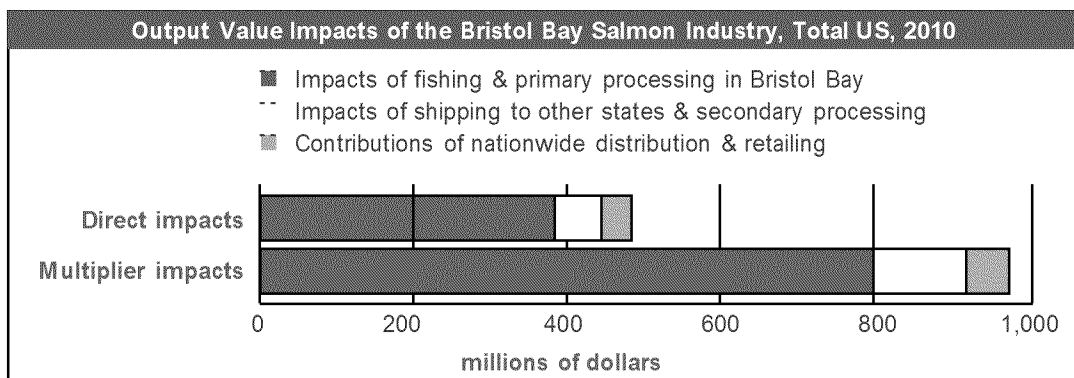 Output Value Impacts of the Bristol Bay Salmon Industry, Total US, 2010
Impacts of fishing & primary processing in Bristol Bay
Impacts of shipping to other states & secondary processing
Contributions of nationwide distribution & retailing
Direct impacts
Multiplier impacts
0 200 400 600 800 1,000
millions of dollars